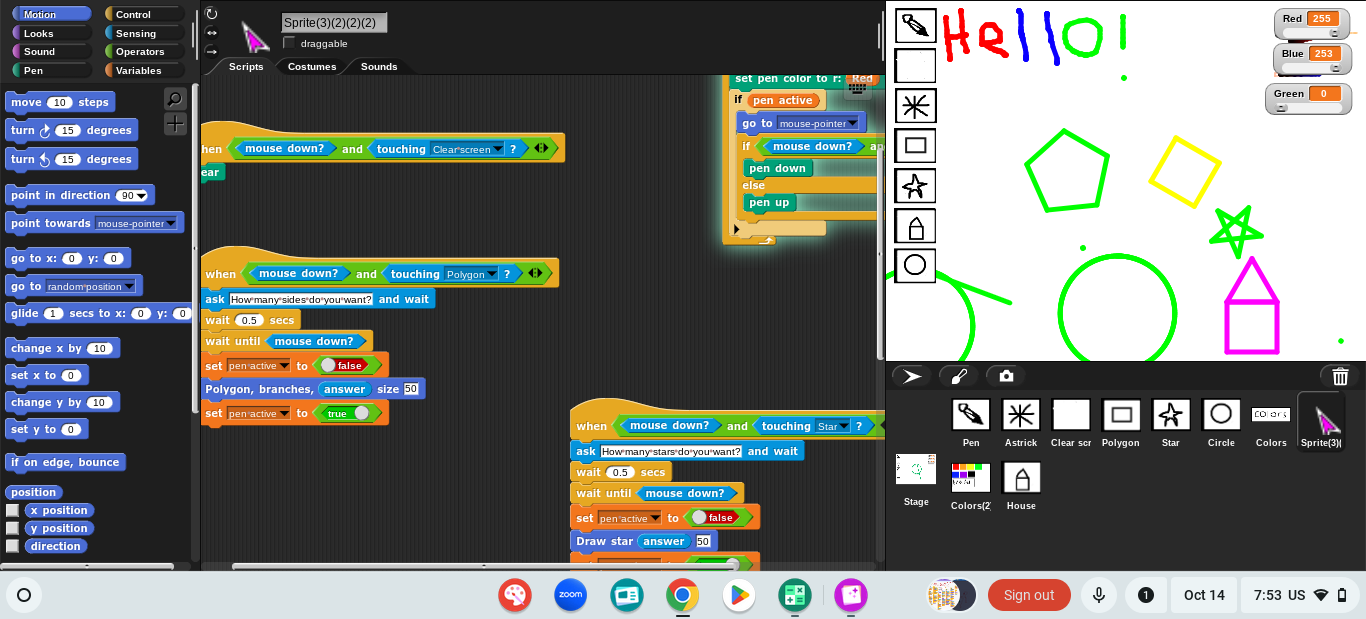 Motion Control
Looks Sensing
Sound Operators
Pen Variables
move 10 steps
turn 15 degrees
turn 15 degrees
point in direction 90
point towards mouse-pointer
go to x: 0 y: 0
go to random position
glide 1 secs to x: 0 y: 0
change x by 10
set x to 0
change y by 10
set y to 0
if on edge, bounce
position
x position
y position
direction
Sprite(3)(2)(2)(2)
draggable
Scripts Costumes Sounds
hen mouse down? and touching Clear screen ?
ear
when mouse down? and touching Polygon ?
ask How many sides do you want? and wait
wait 0.5 secs
wait until mouse down?
set pen active to false
Polygon, branches, answer size 50
set pen active to true
set pen color to r: Red
if pen active
go to mouse-pointer
if mouse down? an
pen down
else
pen up
when mouse down? and touching Star ?
ask How many stars do you want? and wait
wait 0.5 secs
wait until mouse down?
set pen active to false
Draw star answer 50
Hello!
Red 255
Blue 253
Green 0
Pen Astrick Clear scr Polygon Star Circle Colors Sprite(3)(
Stage Colors(2) House
zoom
Sign out
1
Oct 14
7:53 US